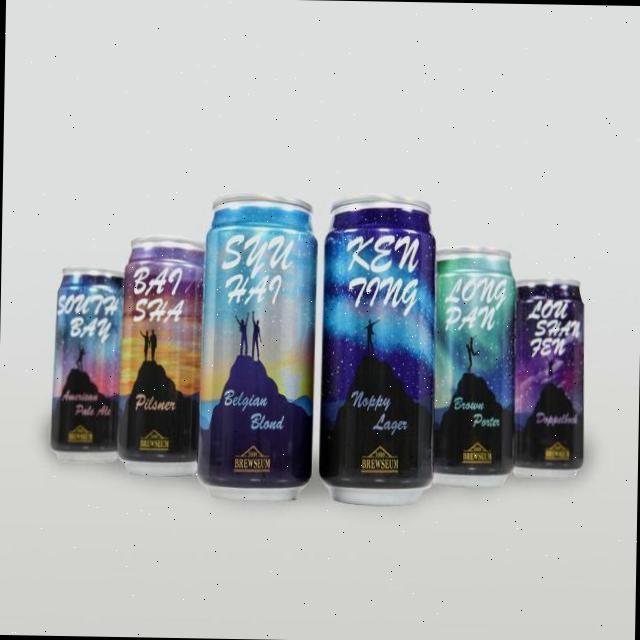 SOUTH
BAY
American
Pale Ale
BREWSEUM
BAI
SHA
Pilsner
BREWSEUM
SYU
HAI
Belgian
Blond
BREWSEUM
KEN
TING
Noppy
Lager
BREWSEUM
LONG
PAN
Brown
Porter
BREWSEUM
LOU
SHAN
FEN
Doppelbock
BREWSEUM